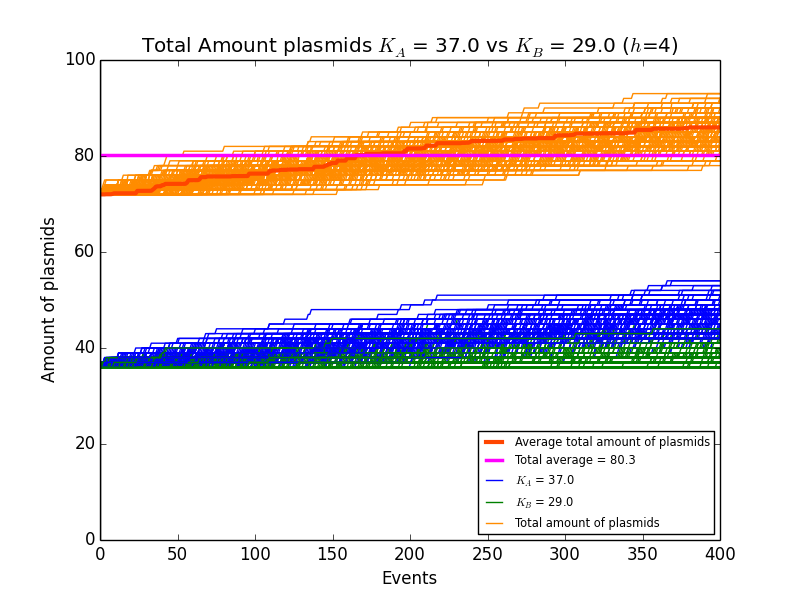 Total Amount plasmids K_A = 37.0 vs K_B = 29.0 (h=4)
100
80
60
40
20
0
Amount of plasmids
0 50 100 150 200 250 300 350 400
Events
Average total amount of plasmids
Total average = 80.3
K_A = 37.0
K_B = 29.0
Total amount of plasmids